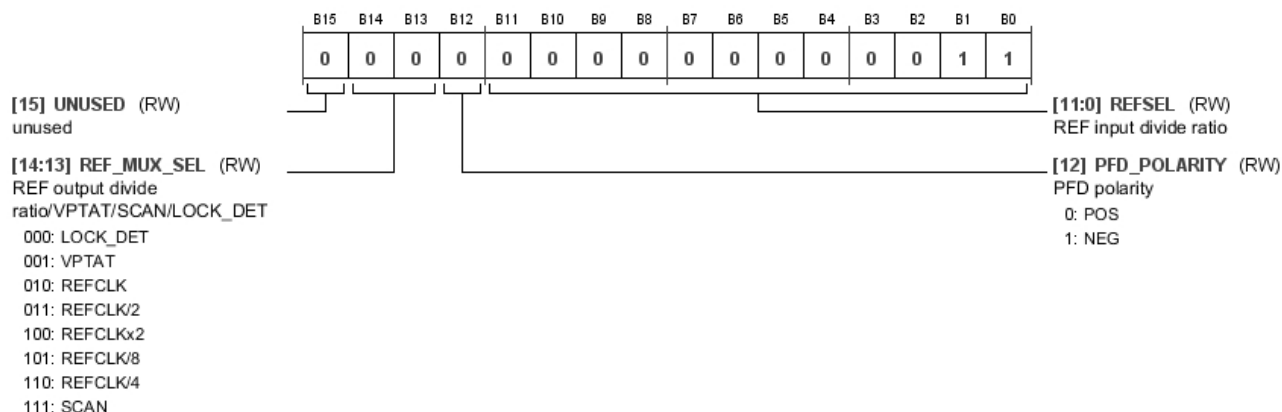 B15 B14 B13 B12 B11 B10 B9 B8 B7 B6 B5 B4 B3 B2 B1 B0
0 0 0 0 0 0 0 0 0 0 0 0 0 0 1 1
[15] UNUSED (RW)
unused
[14:13] REF_MUX_SEL (RW)
REF output divide
ratio/VPTAT/SCAN/LOCK_DET
000: LOCK_DET
001: VPTAT
010: REFCLK
011: REFCLK/2
100: REFCLKx2
101: REFCLK/8
110: REFCLK/4
111: SCAN
[11:0] REFSEL (RW)
REF input divide ratio
[12] PFD_POLARITY (RW)
PFD polarity
0: POS
1: NEG